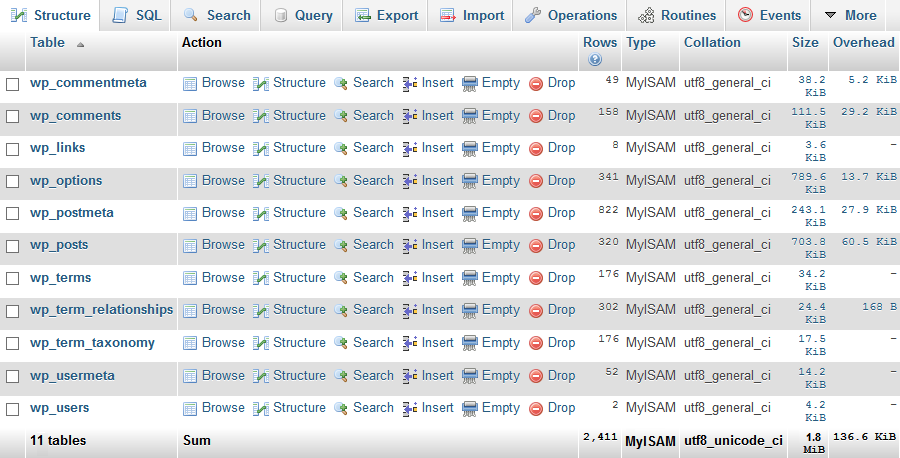 Structure SQL Search Query Export Import Operations Routines Events More
Table Action Rows Type Collation Size Overhead
wp_commentmeta Browse Structure Search Insert Empty Drop 49 MyISAM utf8_general_ci 38.2 KiB 5.2 KiB
wp_comments Browse Structure Search Insert Empty Drop 158 MyISAM utf8_general_ci 111.5 KiB 29.2 KiB
wp_links Browse Structure Search Insert Empty Drop 8 MyISAM utf8_general_ci 3.6 KiB -
wp_options Browse Structure Search Insert Empty Drop 341 MyISAM utf8_general_ci 789.6 KiB 13.7 KiB
wp_postmeta Browse Structure Search Insert Empty Drop 822 MyISAM utf8_general_ci 243.1 KiB 27.9 KiB
wp_posts Browse Structure Search Insert Empty Drop 320 MyISAM utf8_general_ci 703.8 KiB 60.5 KiB
wp_terms Browse Structure Search Insert Empty Drop 176 MyISAM utf8_general_ci 34.2 KiB -
wp_term_relationships Browse Structure Search Insert Empty Drop 302 MyISAM utf8_general_ci 24.4 KiB 168 B
wp_term_taxonomy Browse Structure Search Insert Empty Drop 176 MyISAM utf8_general_ci 17.5 KiB -
wp_usermeta Browse Structure Search Insert Empty Drop 52 MyISAM utf8_general_ci 14.2 KiB -
wp_users Browse Structure Search Insert Empty Drop 2 MyISAM utf8_general_ci 4.2 KiB -
11 tables Sum 2,411 MyISAM utf8_unicode_ci 1.8 MiB 136.6 KiB